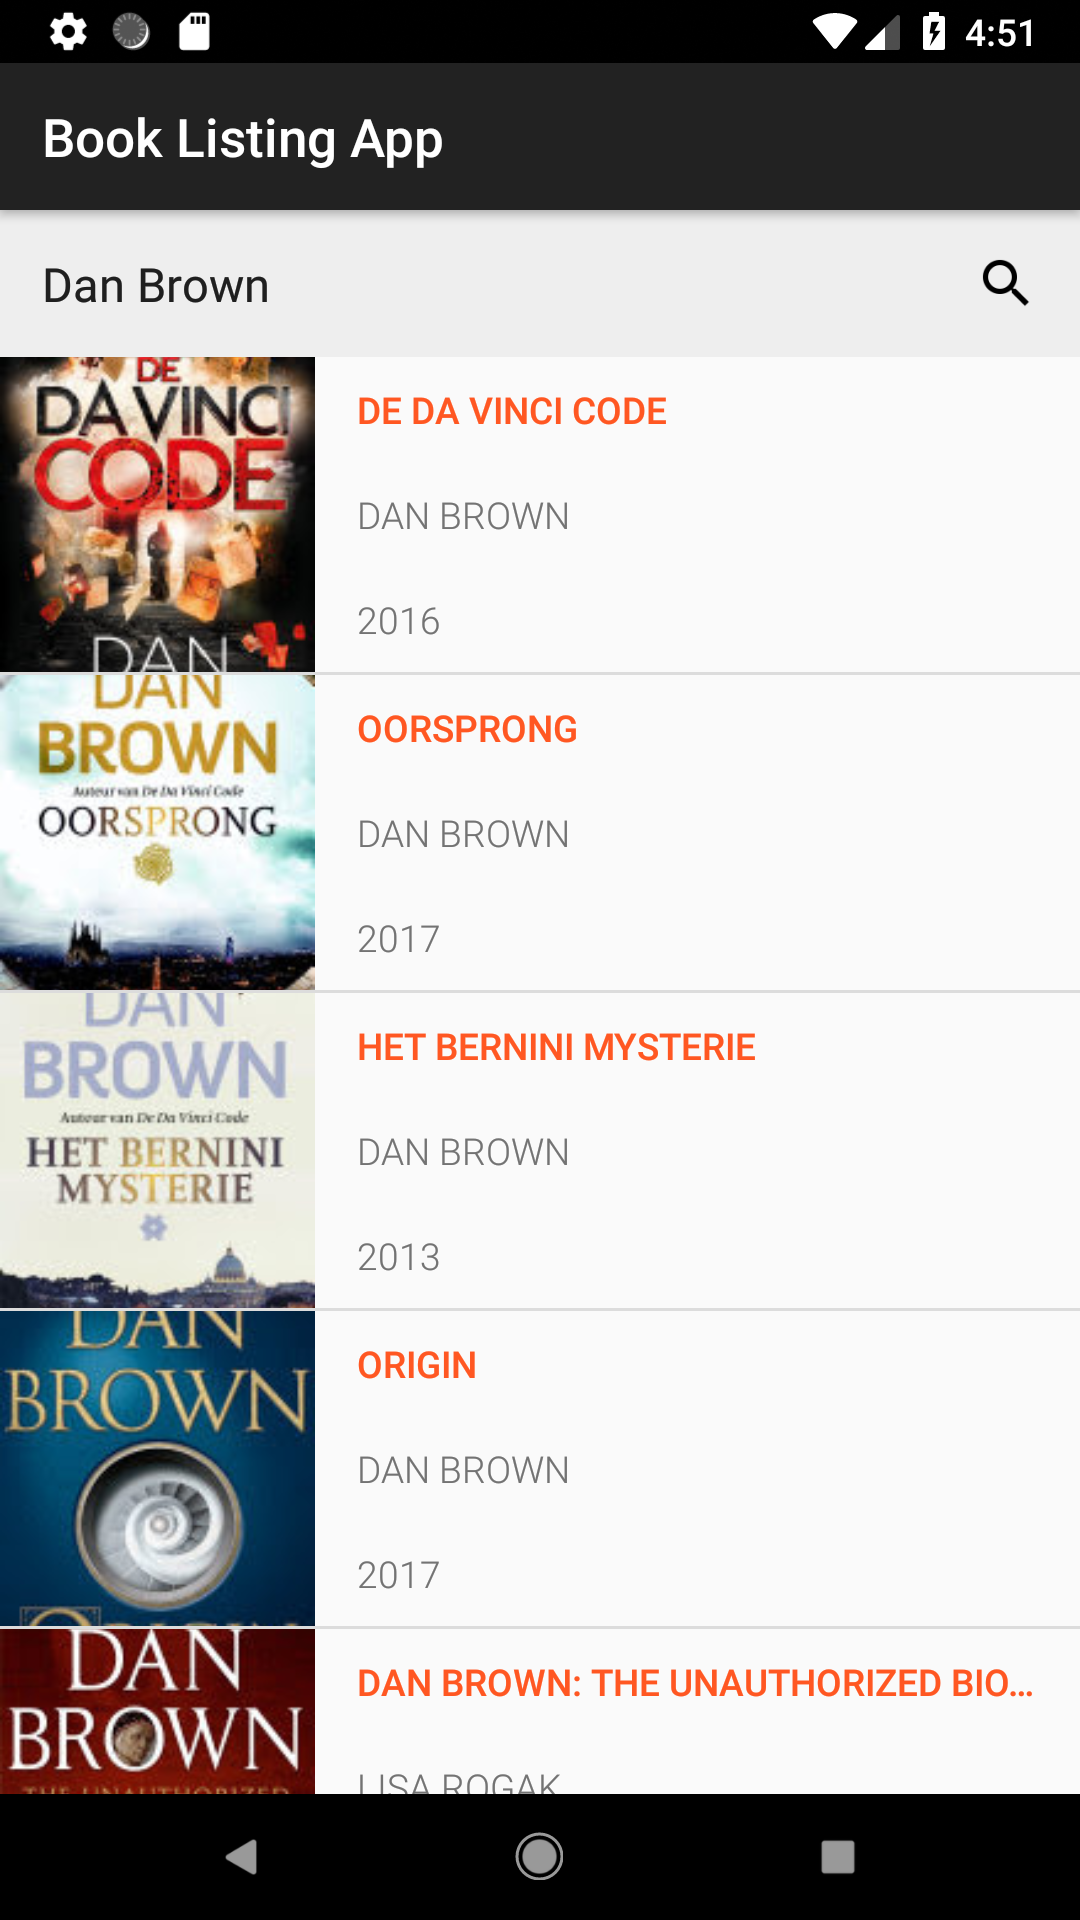 4:51
Book Listing App
Dan Brown
DE
DA VINCI
CODE
DAN
DE DA VINCI CODE
DAN BROWN
2016
DAN
BROWN
Auteur van De Da Vinci Code
OORSPRONG
OORSPRONG
DAN BROWN
2017
DAN
BROWN
Auteur van De Da Vinci Code
HET BERNINI
MYSTERIE
HET BERNINI MYSTERIE
DAN BROWN
2013
DAN
BROWN
ORIGIN
ORIGIN
DAN BROWN
2017
DAN
BROWN
THE UNAUTHORIZED
DAN BROWN: THE UNAUTHORIZED BIO...
LISA ROGAK